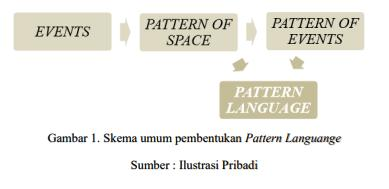 EVENTS
PATTERN OF
SPACE
PATTERN OF
EVENTS
PATTERN
LANGUAGE
Gambar 1. Skema umum pembentukan Pattern Languange
Sumber : Ilustrasi Pribadi